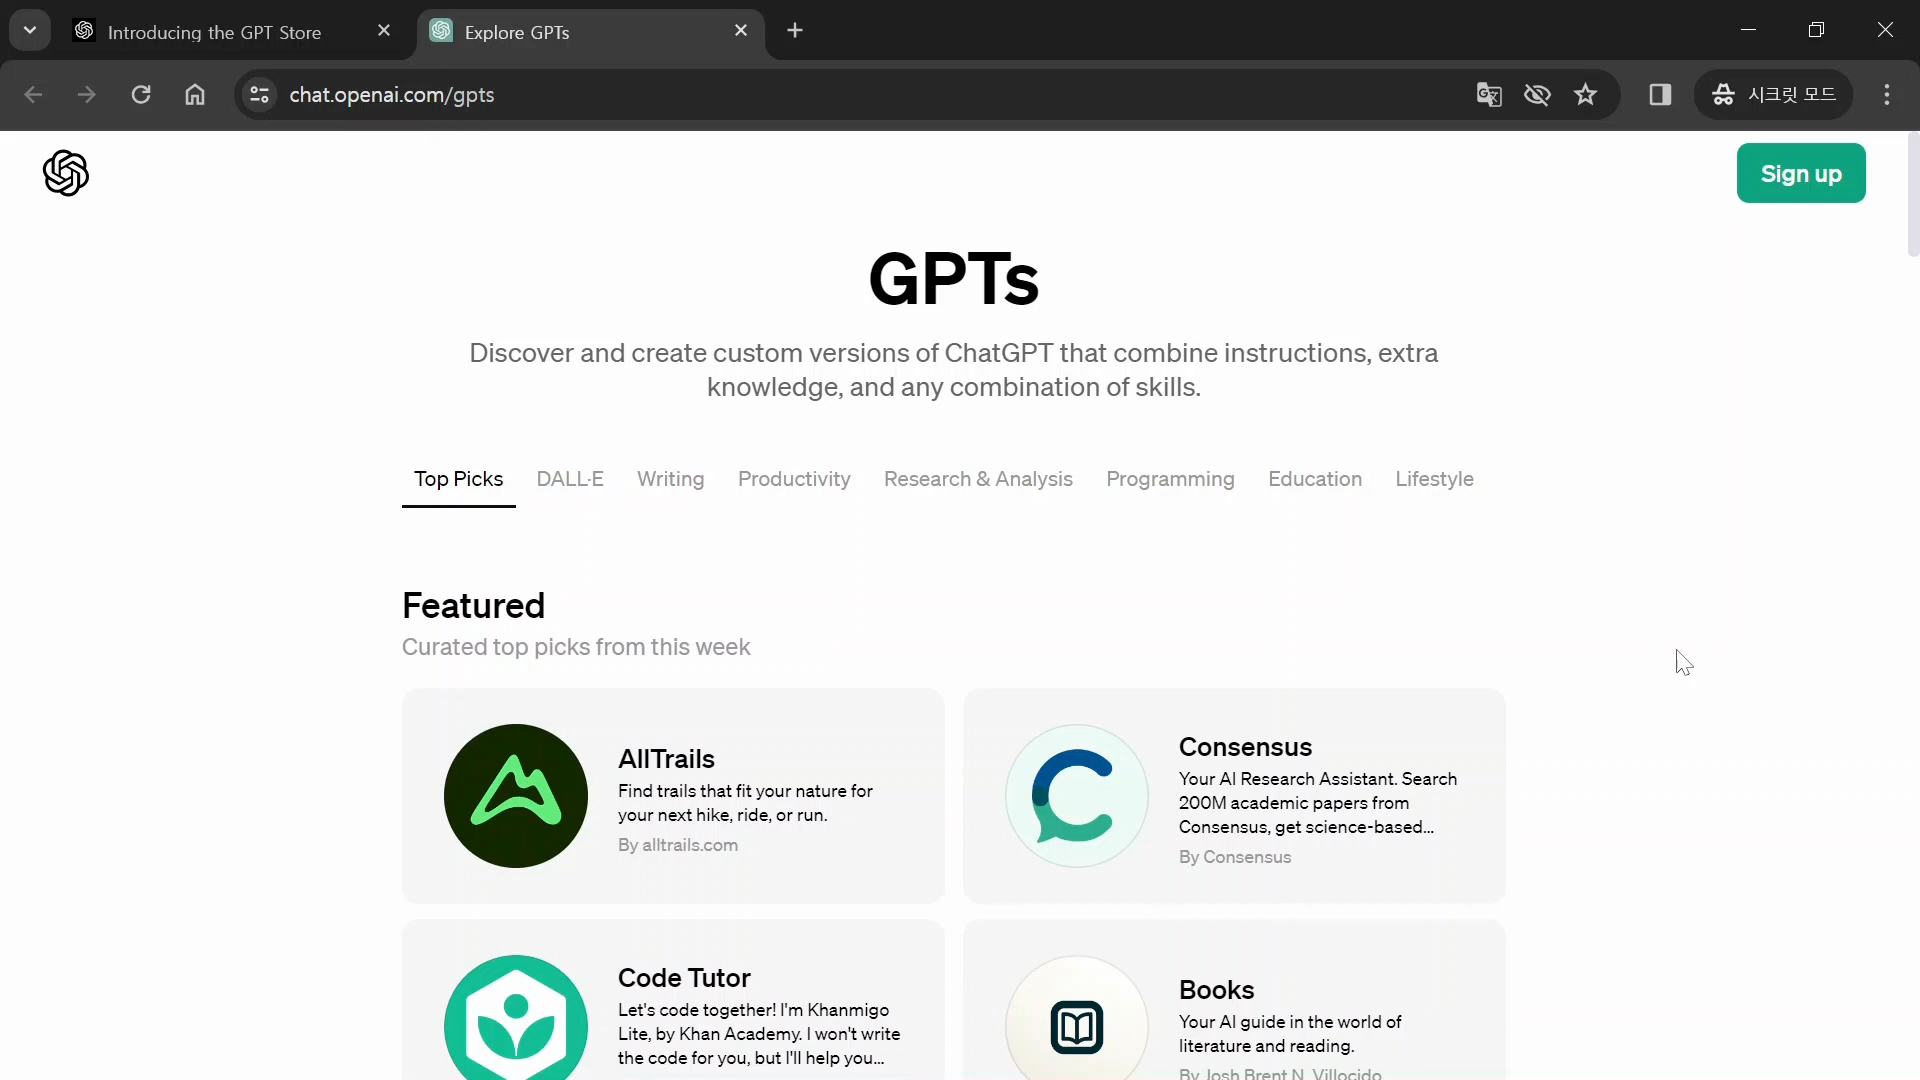 Introducing the GPT Store
Explore GPTs
chat.openai.com/gpts
시크릿 모드
Sign up
GPTs
Discover and create custom versions of ChatGPT that combine instructions, extra
knowledge, and any combination of skills.
Top Picks DALL·E Writing Productivity Research & Analysis Programming Education Lifestyle
Featured
Curated top picks from this week
AllTrails
Find trails that fit your nature for
your next hike, ride, or run.
By alltrails.com
Consensus
Your AI Research Assistant. Search
200M academic papers from
Consensus, get science-based...
By Consensus
Code Tutor
Let's code together! I'm Khanmigo
Lite, by Khan Academy. I won't write
the code for you, but I'll help you...
Books
Your AI guide in the world of
literature and reading.
By Josh Brent N. Villocido